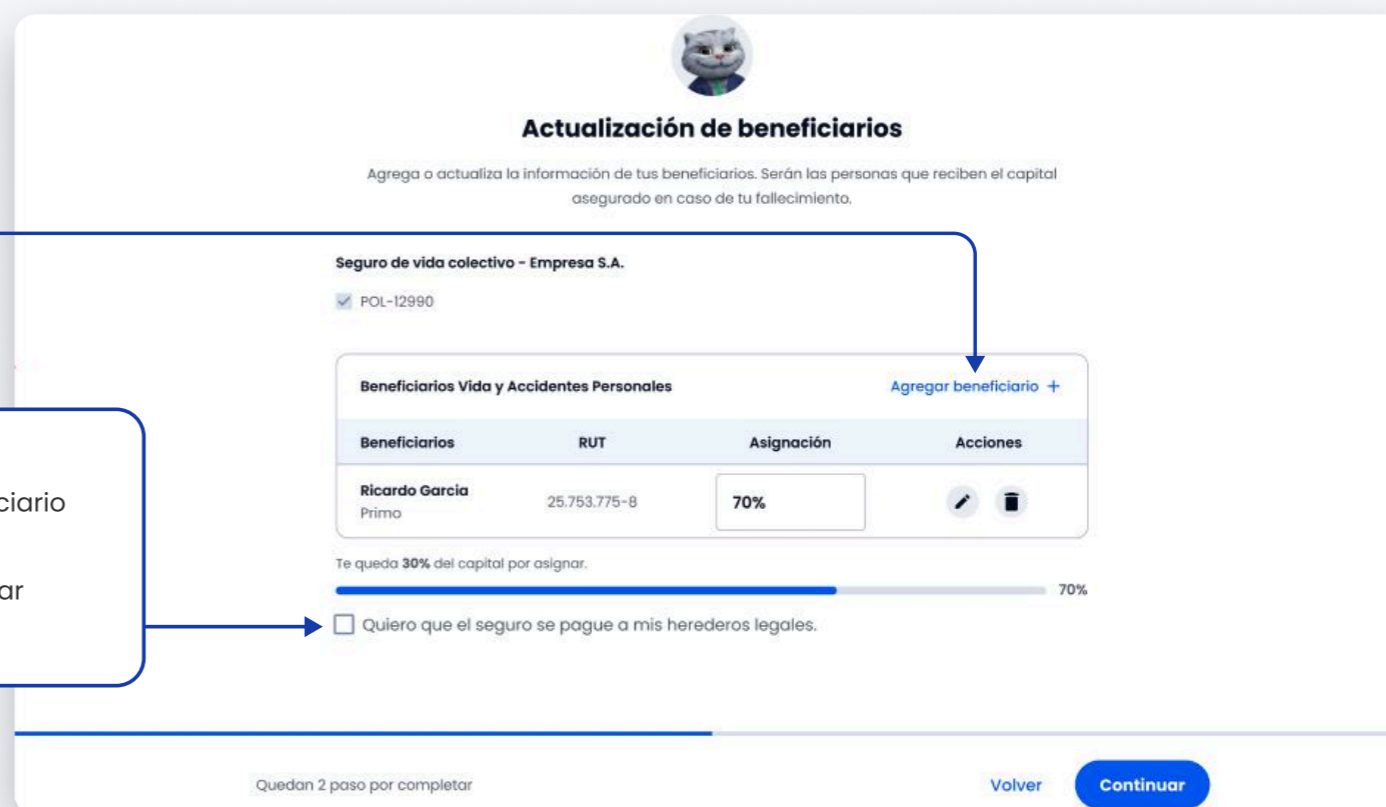 Actualización de beneficiarios
Agrega o actualiza la información de tus beneficiarios. Serán las personas que reciben el capital
asegurado en caso de tu fallecimiento.
Seguro de vida colectivo - Empresa S.A.
POL-12990
Beneficiarios Vida y Accidentes Personales Agregar beneficiario +
Beneficiarios RUT Asignación Acciones
Ricardo Garcia
Primo
25.753.775-8 70%
ciario
ar
Te queda 30% del capital por asignar.
70%
Quiero que el seguro se pague a mis herederos legales.
Quedan 2 paso por completar Volver Continuar